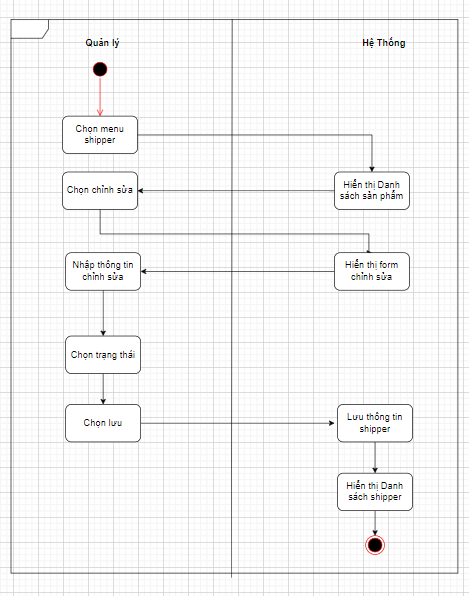 Quản lý
Hệ Thống
Chọn menu
shipper
Hiển thị Danh
sách sản phẩm
Chọn chỉnh sửa
Hiển thị form
chỉnh sửa
Nhập thông tin
chỉnh sửa
Chọn trạng thái
Chọn lưu
Lưu thông tin
shipper
Hiển thị Danh
sách shipper